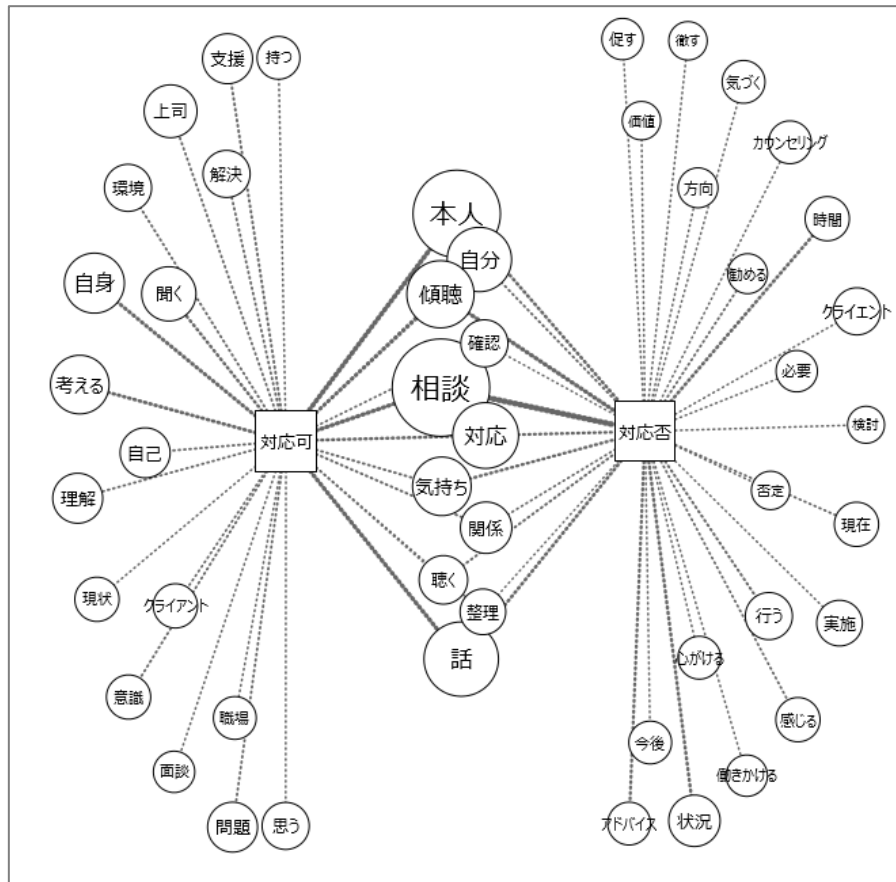 支援
持つ
上司
解決
環境
自身
聞く
考える
自己
理解
現状
クライアント
意識
職場
面談
問題
思う
対応可
本人
自分
傾聴
確認
相談
対応
気持ち
関係
聴く
整理
話
対応否
促す
徹す
気づく
価値
カウンセリング
方向
時間
勧める
クライエント
必要
検討
否定
現在
行う
実施
心がける
感じる
今後
働きかける
アドバイス
状況